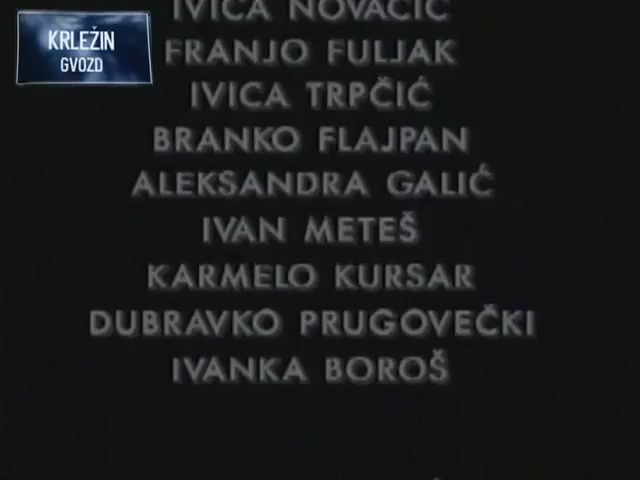 KRLEŽIN
GVOZD
IVICA NOVAČIĆ
FRANJO FULJAK
IVICA TRPČIĆ
BRANKO FLAJPAN
ALEKSANDRA GALIĆ
IVAN METEŠ
KARMELO KURSAR
DUBRAVKO PRUGOVEČKI
IVANKA BOROŠ